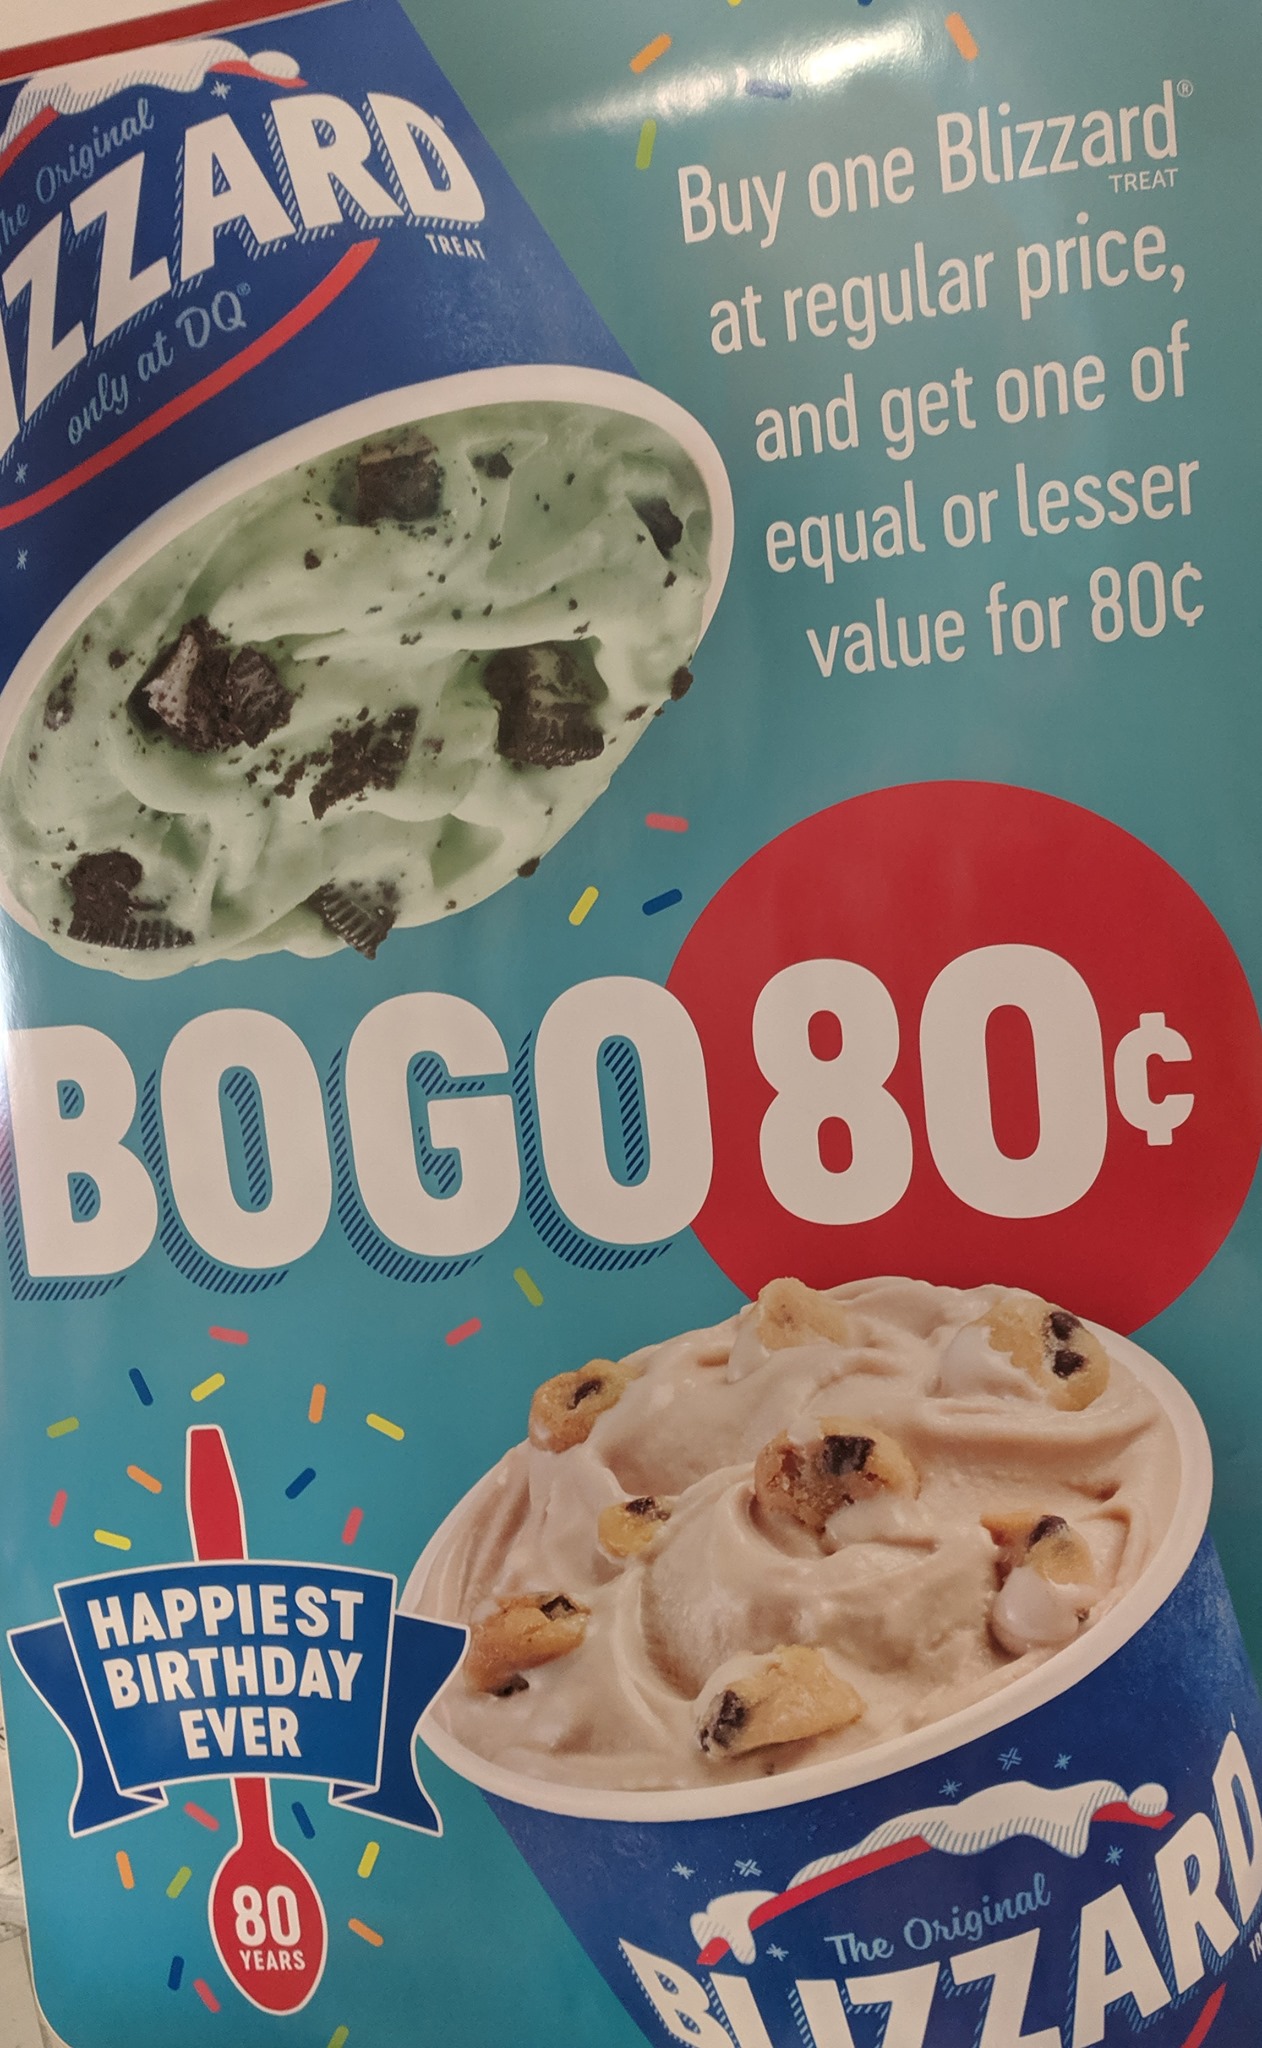 The Original
IZZARD
TREAT
only at DQ®
Buy one Blizzard®
TREAT
at regular price,
and get one of
equal or lesser
value for 80¢
BOGO 80¢
HAPPIEST
BIRTHDAY
EVER
80
YEARS
The Original
BLIZZARD